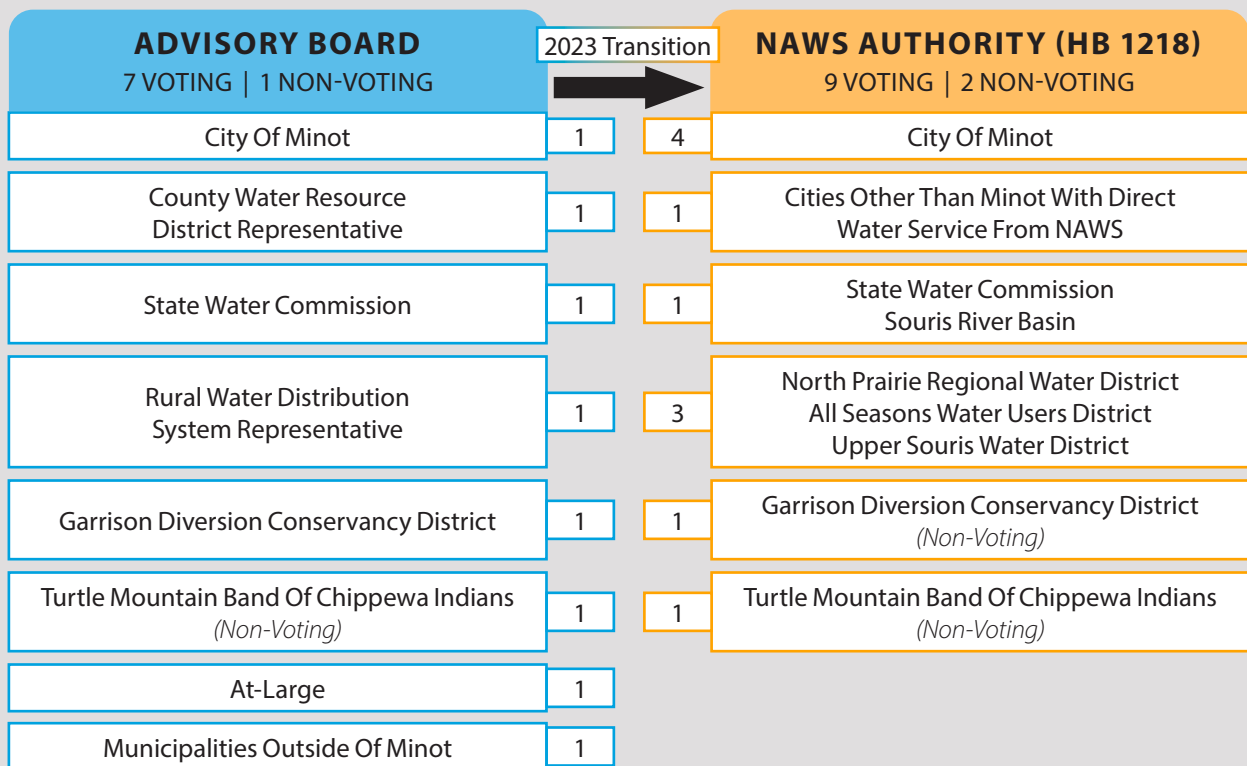 ADVISORY BOARD
7 VOTING | 1 NON-VOTING
2023 Transition
NAWS AUTHORITY (HB 1218)
9 VOTING | 2 NON-VOTING
City Of Minot
1
4
City Of Minot
County Water Resource
District Representative
1
1
Cities Other Than Minot With Direct
Water Service From NAWS
State Water Commission
1
1
State Water Commission
Souris River Basin
Rural Water Distribution
System Representative
1
3
North Prairie Regional Water District
All Seasons Water Users District
Upper Souris Water District
Garrison Diversion Conservancy District
1
1
Garrison Diversion Conservancy District
(Non-Voting)
Turtle Mountain Band Of Chippewa Indians
(Non-Voting)
1
1
Turtle Mountain Band Of Chippewa Indians
(Non-Voting)
At-Large
1
Municipalities Outside Of Minot
1